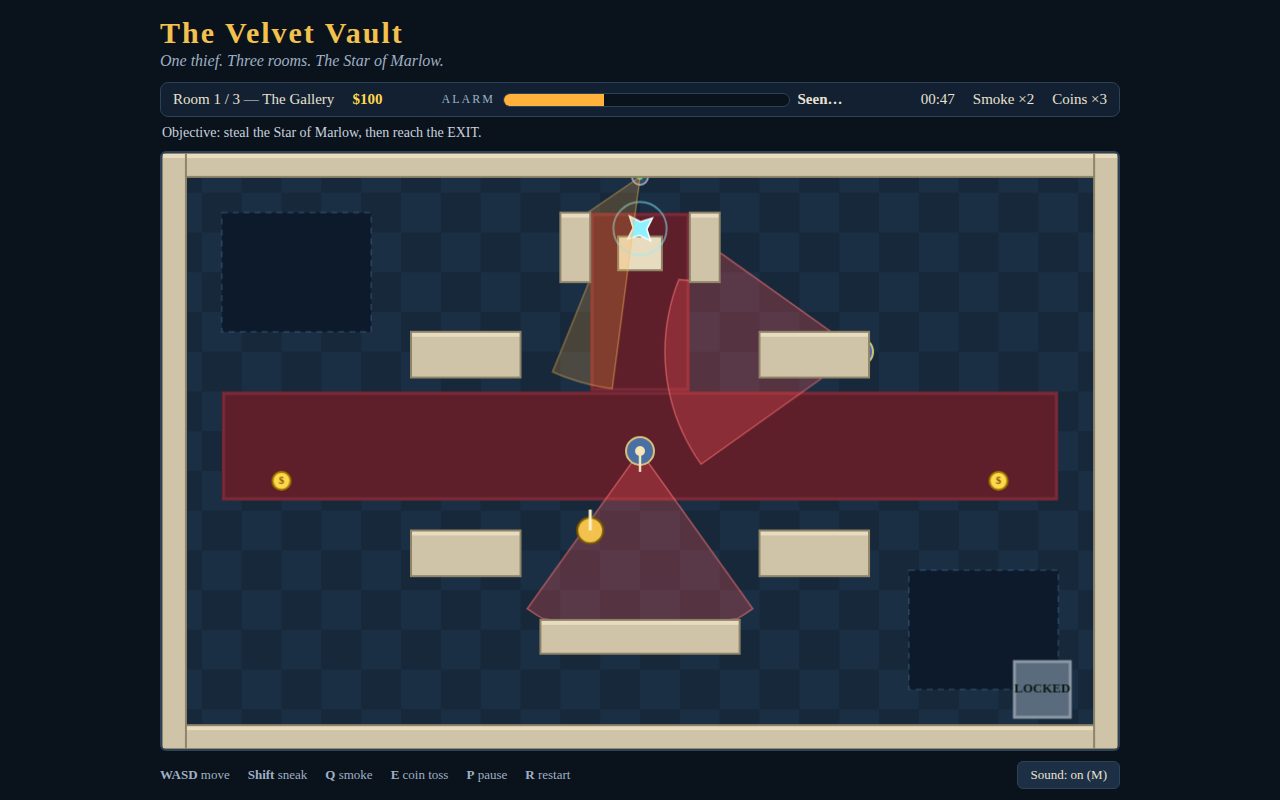 The Velvet Vault
One thief. Three rooms. The Star of Marlow.
Room 1 / 3 — The Gallery $100 ALARM Seen… 00:47 Smoke ×2 Coins ×3
Objective: steal the Star of Marlow, then reach the EXIT.
$ $
LOCKED
WASD move Shift sneak Q smoke E coin toss P pause R restart Sound: on (M)